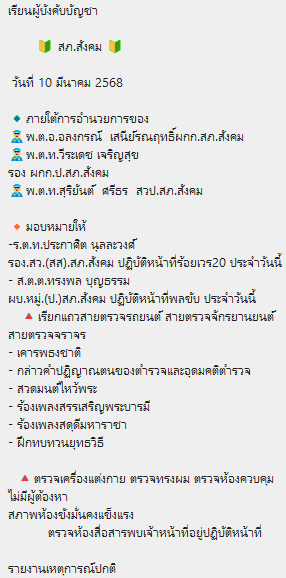 เรียนผู้บังคับบัญชา
🔰 สภ.สังคม 🔰
วันที่ 10 มีนาคม 2568
🔹ภายใต้การอำนวยการของ
👮พ.ต.อ.อลงกรณ์ เสนีย์รณฤทธิ์ผกก.สภ.สังคม
👮พ.ต.ท.วีระเดช เจริญสุข
รอง ผกก.ป.สภ.สังคม
👮พ.ต.ท.สุริยันต์ ศรีธร สวป.สภ.สังคม
🔸มอบหมายให้
-ร.ต.ท.ประกาศิต นุลละวงศ์
รอง.สว.(สส).สภ.สังคม ปฏิบัติหน้าที่ร้อยเวร20 ประจำวันนี้
- ส.ต.ต.ทรงพล บุญธรรม
ผบ.หมู่.(ป.)สภ.สังคม ปฏิบัติหน้าที่พลขับ ประจำวันนี้
🔺เรียกแถวสายตรวจรถยนต์ สายตรวจจักรยานยนต์
สายตรวจจราจร
- เคารพธงชาติ
- กล่าวคำปฏิญาณตนของตำรวจและอุดมคติตำรวจ
- สวดมนต์ไหว้พระ
- ร้องเพลงสรรเสริญพระบารมี
- ร้องเพลงสดุดีมหาราชา
- ฝึกทบทวนยุทธวิธี
🔺ตรวจเครื่องแต่งกาย ตรวจทรงผม ตรวจห้องควบคุม
ไม่มีผู้ต้องหา
สภาพห้องขังมั่นคงแข็งแรง
ตรวจห้องสื่อสารพบเจ้าหน้าที่อยู่ปฏิบัติหน้าที่
รายงานเหตุการณ์ปกติ